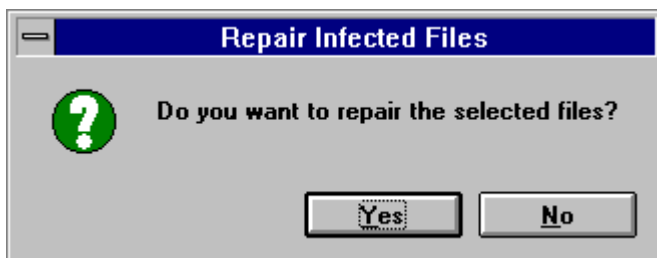 Repair Infected Files
Do you want to repair the selected files?
Yes No